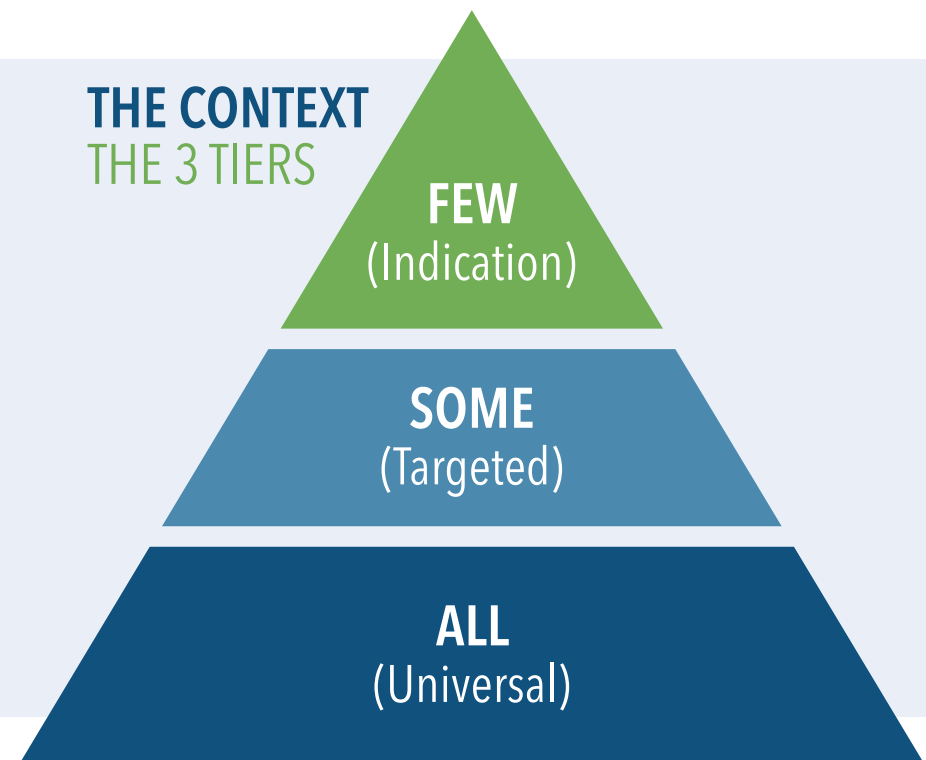 THE CONTEXT
THE 3 TIERS
FEW
(Indication)
SOME
(Targeted)
ALL
(Universal)